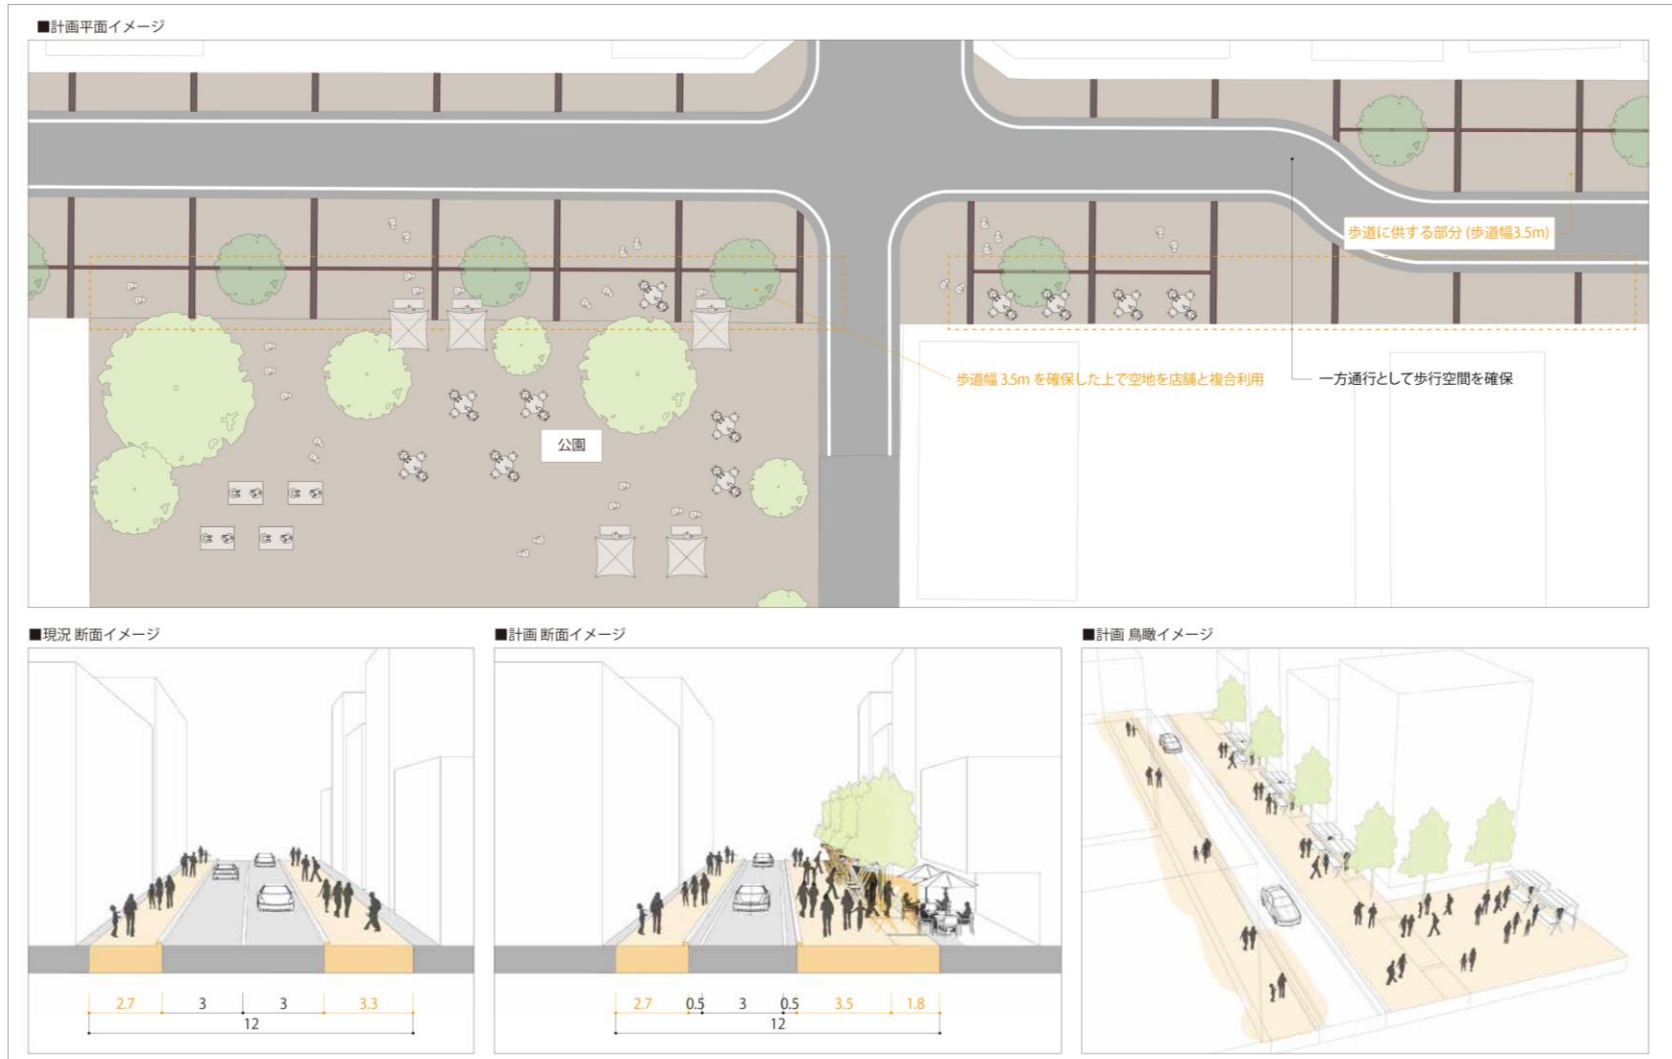 ■計画平面イメージ
歩道に供する部分 (歩道幅3.5m)
歩道幅 3.5m を確保した上で空地を店舗と複合利用
一方通行として歩行空間を確保
公園
■現況 断面イメージ
2.7 3 3 3.3
12
■計画 断面イメージ
2.7 0.5 3 0.5 3.5 1.8
12
■計画 鳥瞰イメージ